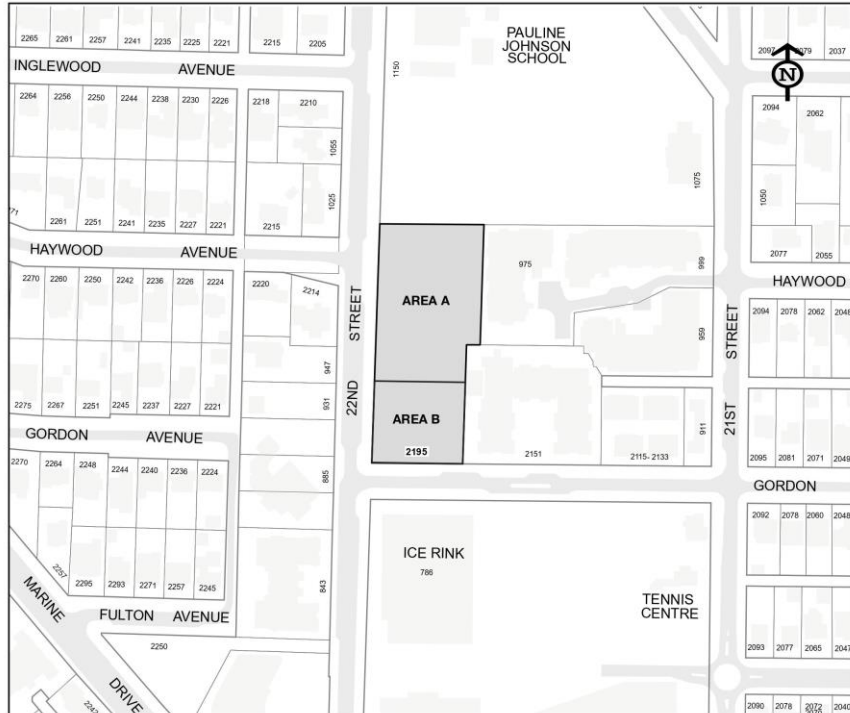 2265 2261 2257 2241 2235 2225 2221 2215 2205
PAULINE
JOHNSON
SCHOOL
2097 2079 2037
INGLEWOOD AVENUE
1150
N
2264 2256 2250 2244 2238 2230 2226 2218 2210
2094 2062
1055
1075
1025
1050
2261 2251 2241 2235 2227 2221 2215
2077 2055
HAYWOOD AVENUE
975
999
HAYWOOD
2270 2260 2250 2242 2236 2226 2224 2220 2214
AREA A
STREET
2094 2078 2062 2048
959
STREET
947
931
22ND
2275 2267 2251 2245 2237 2227 2221
AREA B
2195
2151
2115- 2133
911
21ST
2095 2081 2071 2049
GORDON AVENUE
GORDON
2270 2264 2248 2244 2240 2236 2224
885
2092 2078 2060 2048
ICE RINK
786
2257
2295 2293 2271 2257 2245
843
TENNIS
CENTRE
MARINE
FULTON AVENUE
2250
2093 2077 2065 2047
DRIVE
2090 2078 2072 2040